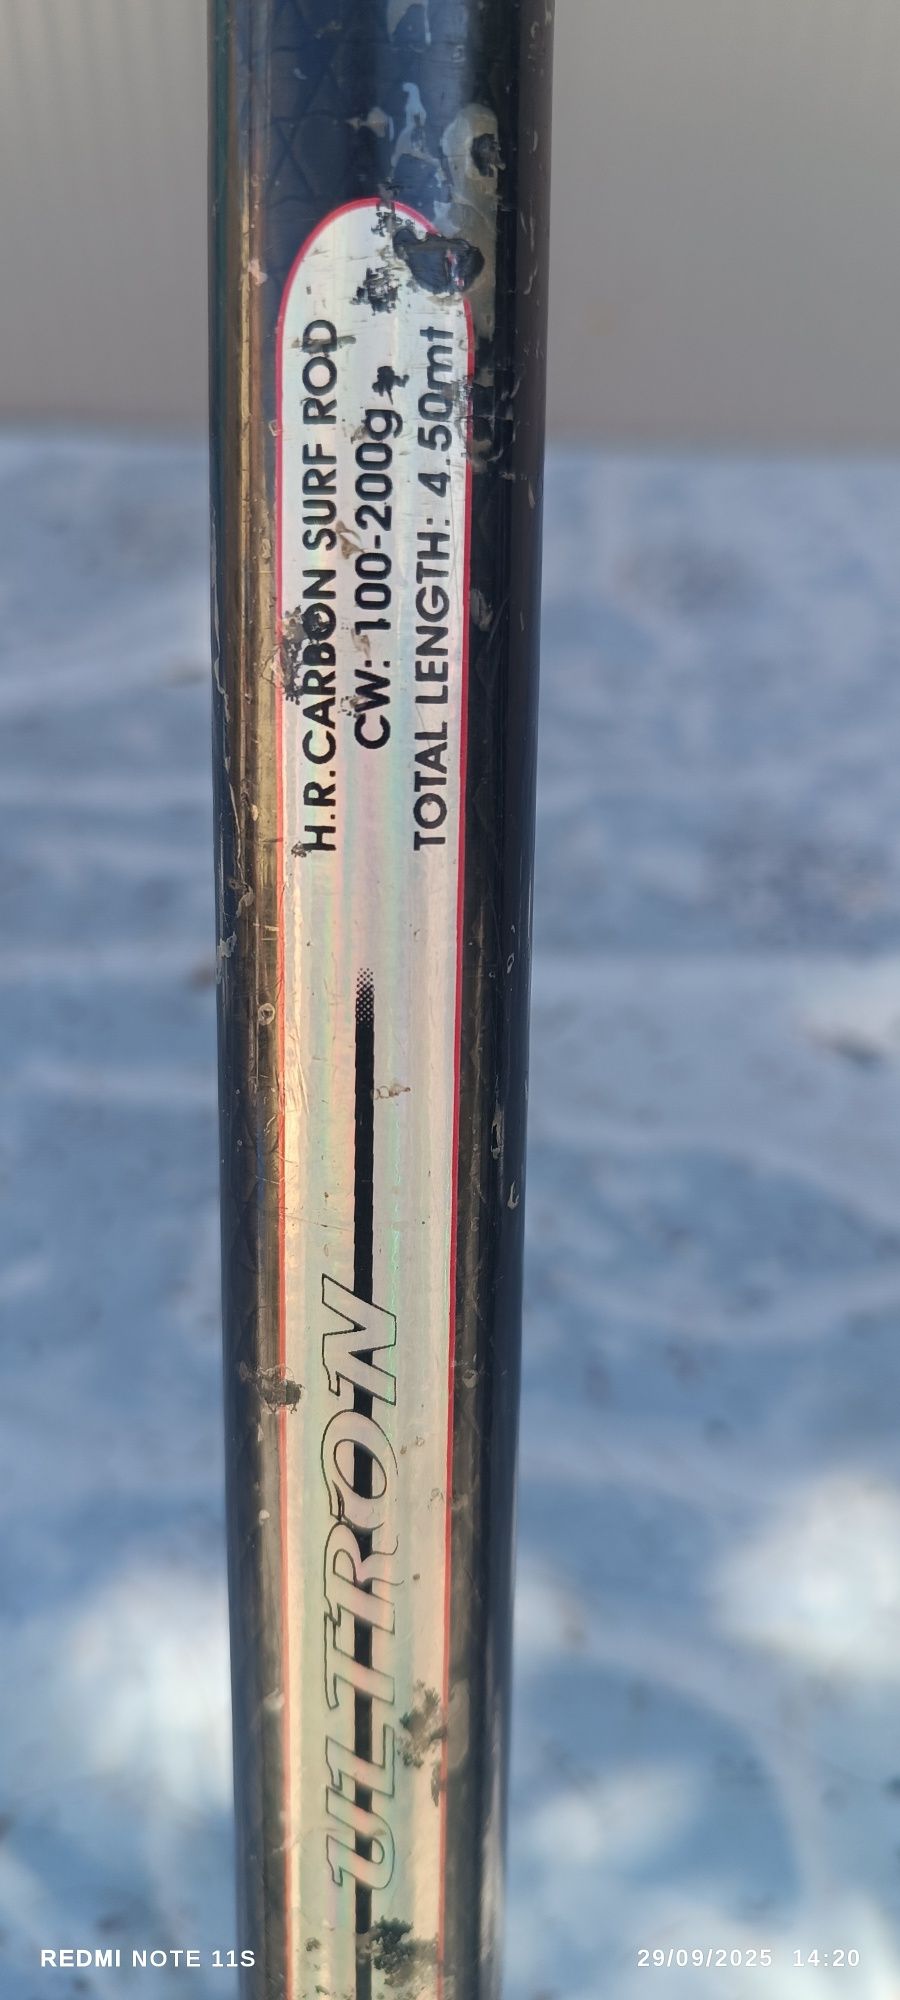 H.R.CARBON SURF ROD
CW: 100-200g
TOTAL LENGTH: 4.50mt
ULTRON
REDMI NOTE 11S
29/09/2025 14:20